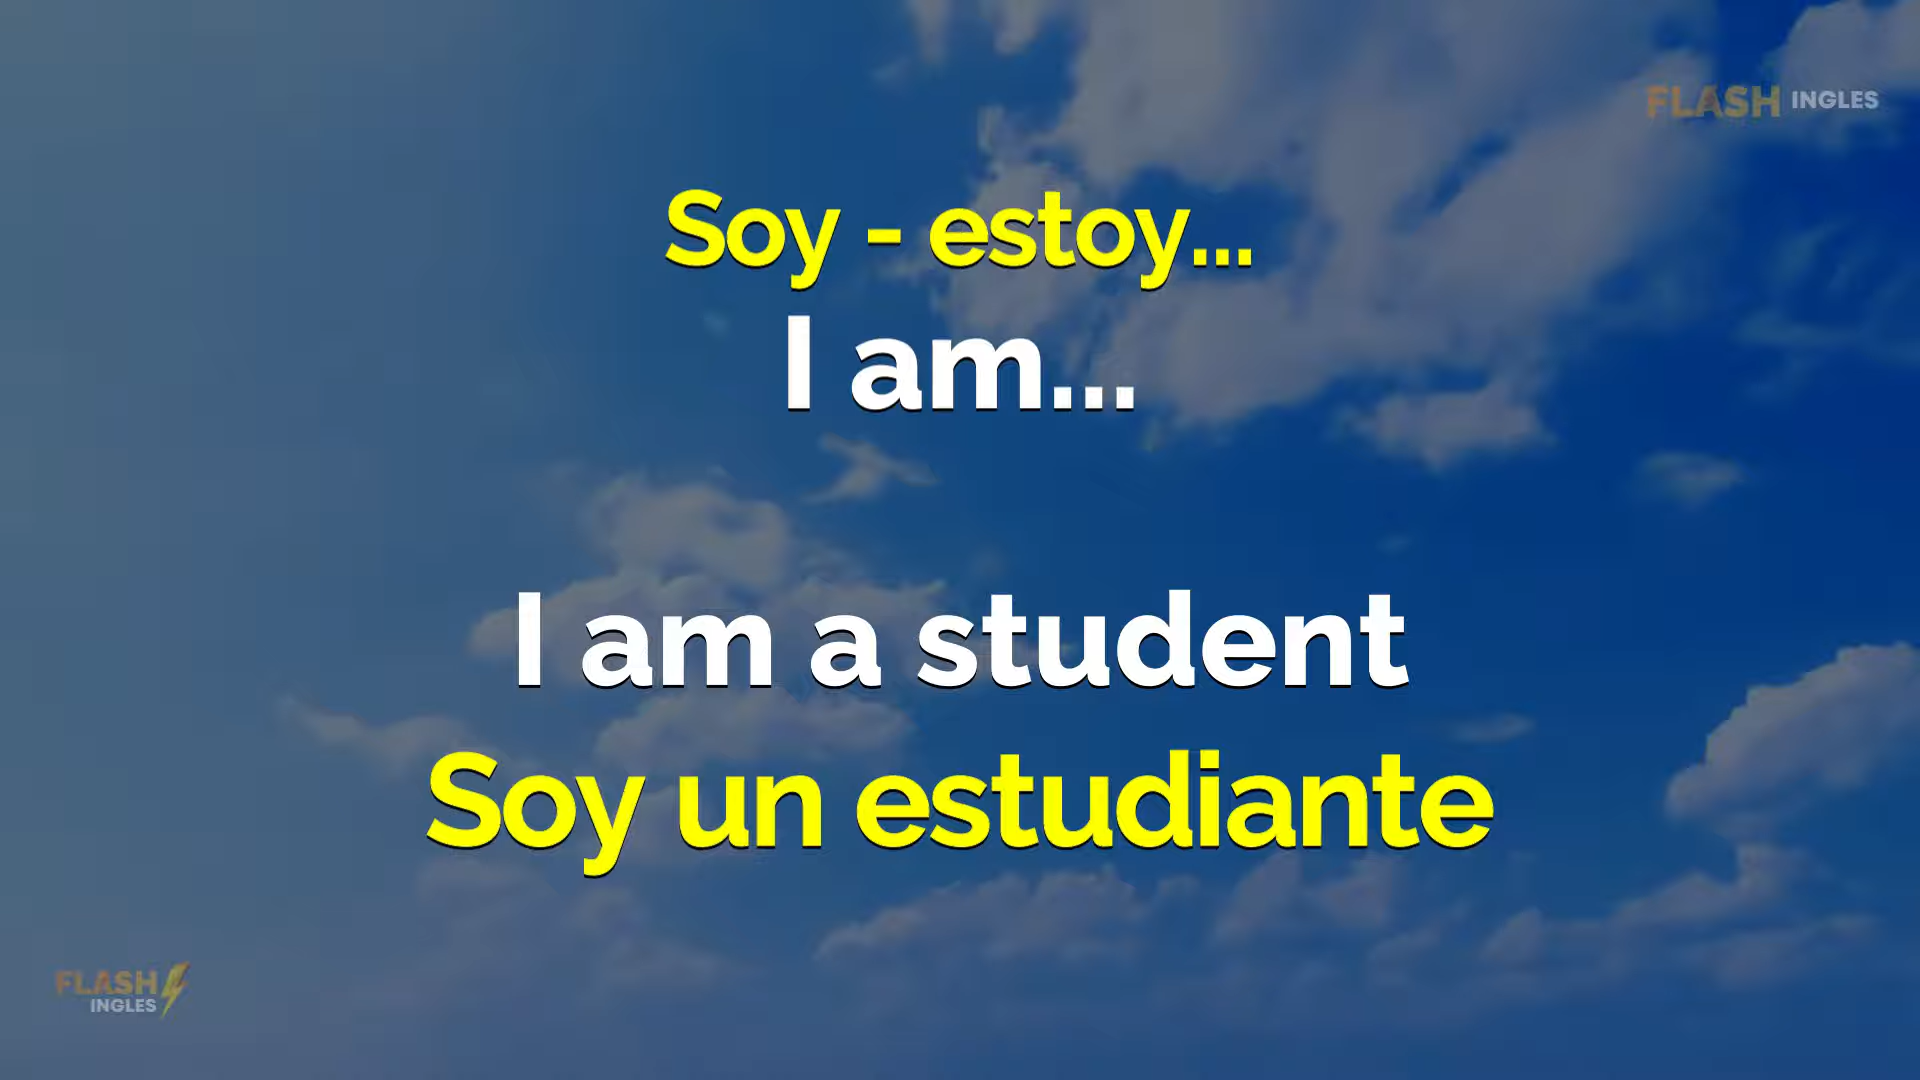 FLASH INGLES
Soy - estoy...
I am...
I am a student
Soy un estudiante
FLASH
INGLES